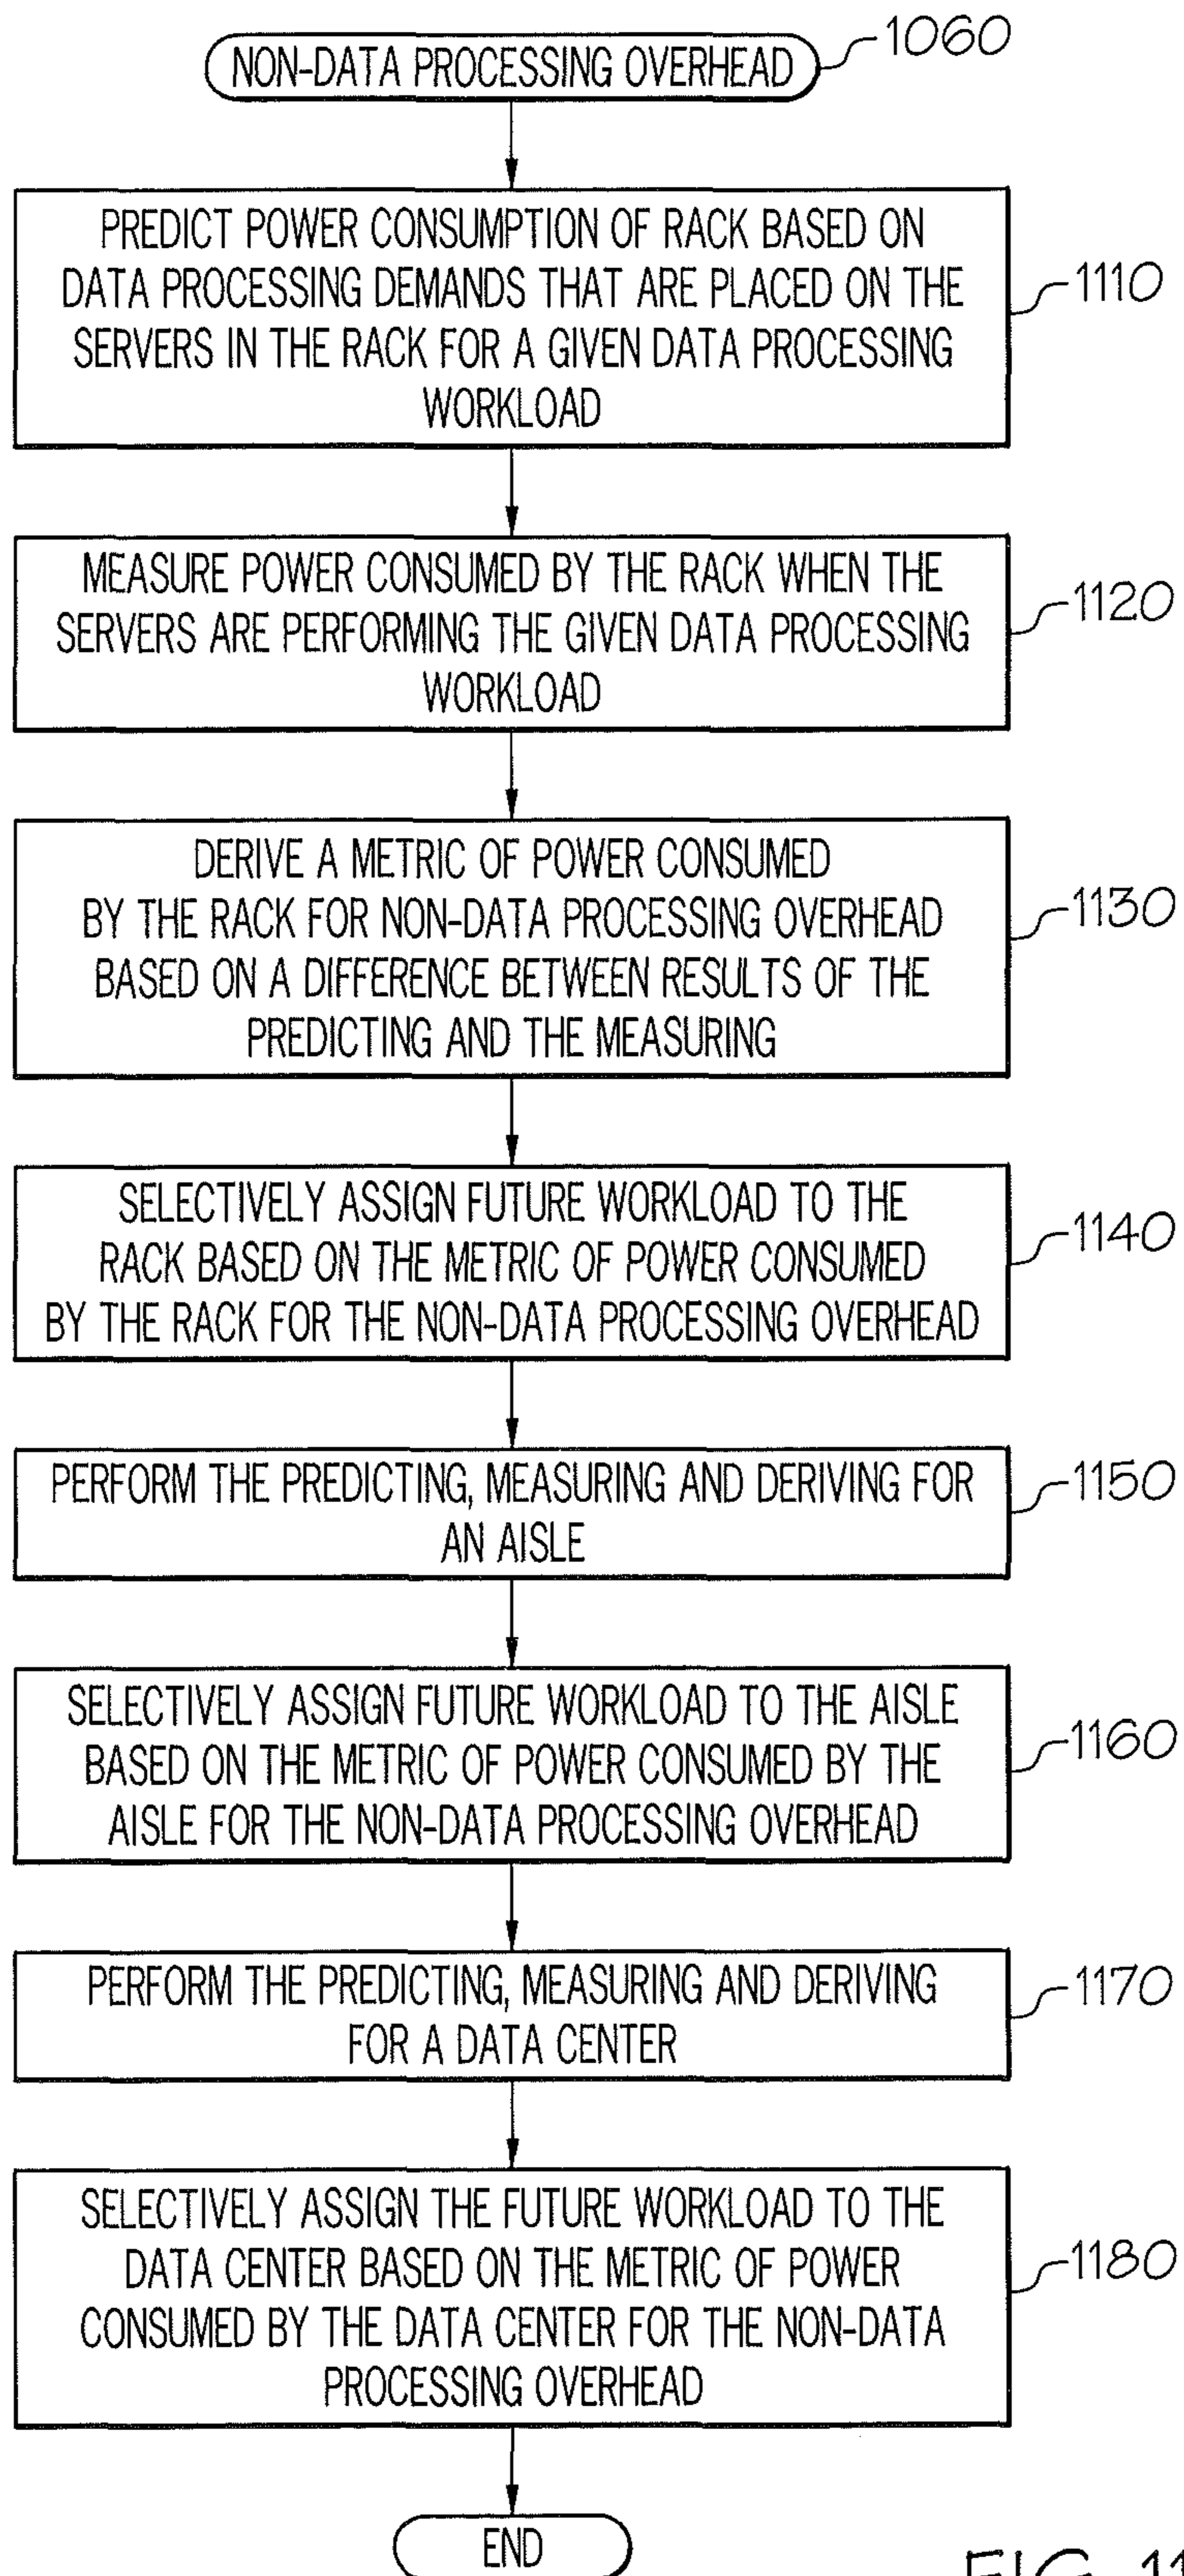 NON-DATA PROCESSING OVERHEAD
1060
PREDICT POWER CONSUMPTION OF RACK BASED ON
DATA PROCESSING DEMANDS THAT ARE PLACED ON THE
SERVERS IN THE RACK FOR A GIVEN DATA PROCESSING
WORKLOAD
1110
MEASURE POWER CONSUMED BY THE RACK WHEN THE
SERVERS ARE PERFORMING THE GIVEN DATA PROCESSING
WORKLOAD
1120
DERIVE A METRIC OF POWER CONSUMED
BY THE RACK FOR NON-DATA PROCESSING OVERHEAD
BASED ON A DIFFERENCE BETWEEN RESULTS OF THE
PREDICTING AND THE MEASURING
1130
SELECTIVELY ASSIGN FUTURE WORKLOAD TO THE
RACK BASED ON THE METRIC OF POWER CONSUMED
BY THE RACK FOR THE NON-DATA PROCESSING OVERHEAD
1140
PERFORM THE PREDICTING, MEASURING AND DERIVING FOR
AN AISLE
1150
SELECTIVELY ASSIGN FUTURE WORKLOAD TO THE AISLE
BASED ON THE METRIC OF POWER CONSUMED BY THE
AISLE FOR THE NON-DATA PROCESSING OVERHEAD
1160
PERFORM THE PREDICTING, MEASURING AND DERIVING
FOR A DATA CENTER
1170
SELECTIVELY ASSIGN THE FUTURE WORKLOAD TO THE
DATA CENTER BASED ON THE METRIC OF POWER
CONSUMED BY THE DATA CENTER FOR THE NON-DATA
PROCESSING OVERHEAD
1180
END
FIG. 11